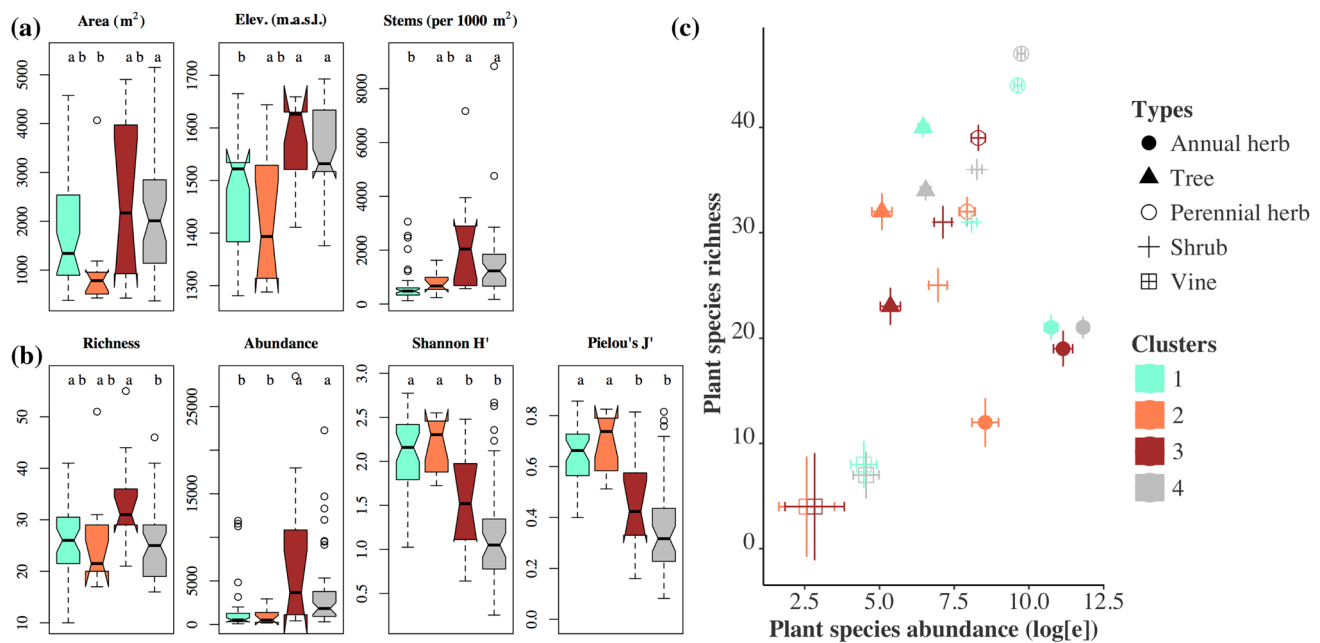 (a)
Area (m²)
a b b a b a
5000
4000
3000
2000
1000
Elev. (m.a.s.l.)
b a b a a
1700
1600
1500
1400
1300
Stems (per 1000 m²)
b a b a a
8000
6000
4000
2000
0
(b)
Richness
a b a b a b
60
50
40
30
20
10
Abundance
b b a a
25000
15000
5000
0
Shannon H'
a a b b
3.0
2.5
2.0
1.5
1.0
0.5
Pielou's J'
a a b b
0.8
0.6
0.4
0.2
0.0
(c)
Plant species richness
40
30
20
10
0
2.5 5.0 7.5 10.0 12.5
Plant species abundance (log[e])
Types
Annual herb
Tree
Perennial herb
Shrub
Vine
Clusters
1
2
3
4